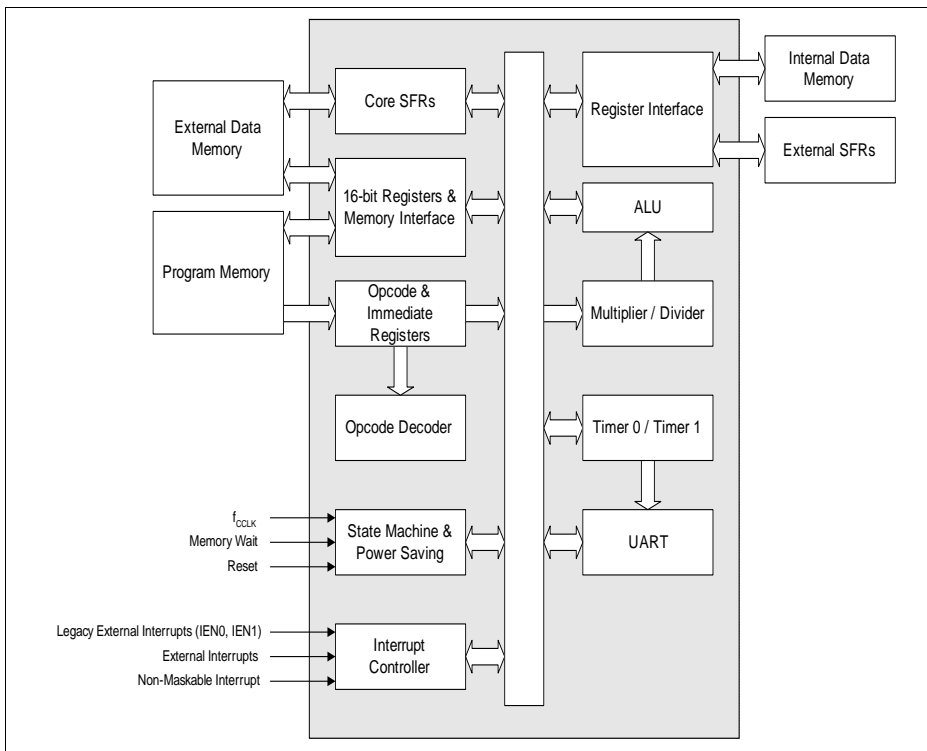 External Data
Memory
Program Memory
Core SFRs
16-bit Registers &
Memory Interface
Opcode &
Immediate
Registers
Opcode Decoder
State Machine &
Power Saving
Interrupt
Controller
Register Interface
ALU
Multiplier / Divider
Timer 0 / Timer 1
UART
Internal Data
Memory
External SFRs
fCCLK
Memory Wait
Reset
Legacy External Interrupts (IEN0, IEN1)
External Interrupts
Non-Maskable Interrupt